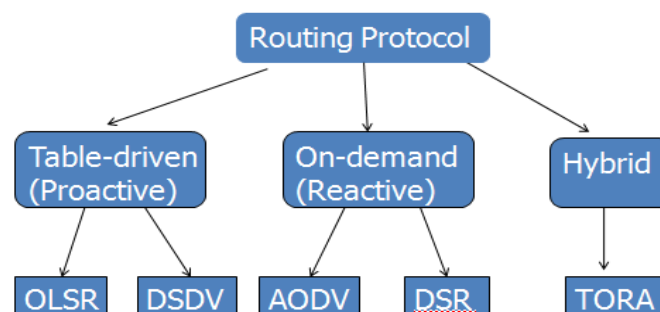 Routing Protocol
Table-driven
(Proactive)
On-demand
(Reactive)
Hybrid
OLSR
DSDV
AODV
DSR
TORA